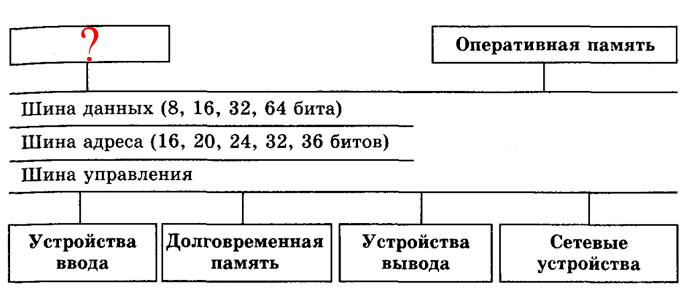 ?
Оперативная память
Шина данных (8, 16, 32, 64 бита)
Шина адреса (16, 20, 24, 32, 36 битов)
Шина управления
Устройства
ввода
Долговременная
память
Устройства
вывода
Сетевые
устройства